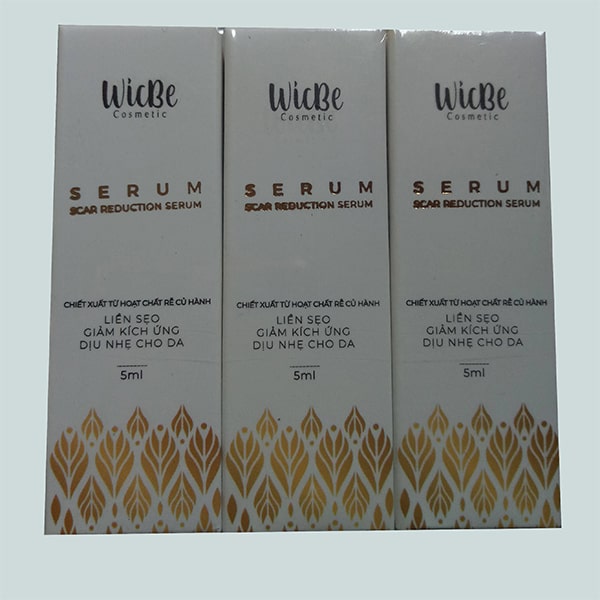 WicBe
Cosmetic
SERUM
SCAR REDUCTION SERUM
CHIẾT XUẤT TỪ HOẠT CHẤT RỄ CỦ HÀNH
LIỀN SẸO
GIẢM KÍCH ỨNG
DỊU NHẸ CHO DA
5ml
WicBe
Cosmetic
SERUM
SCAR REDUCTION SERUM
CHIẾT XUẤT TỪ HOẠT CHẤT RỄ CỦ HÀNH
LIỀN SẸO
GIẢM KÍCH ỨNG
DỊU NHẸ CHO DA
5ml
WicBe
Cosmetic
SERUM
SCAR REDUCTION SERUM
CHIẾT XUẤT TỪ HOẠT CHẤT RỄ CỦ HÀNH
LIỀN SẸO
GIẢM KÍCH ỨNG
DỊU NHẸ CHO DA
5ml